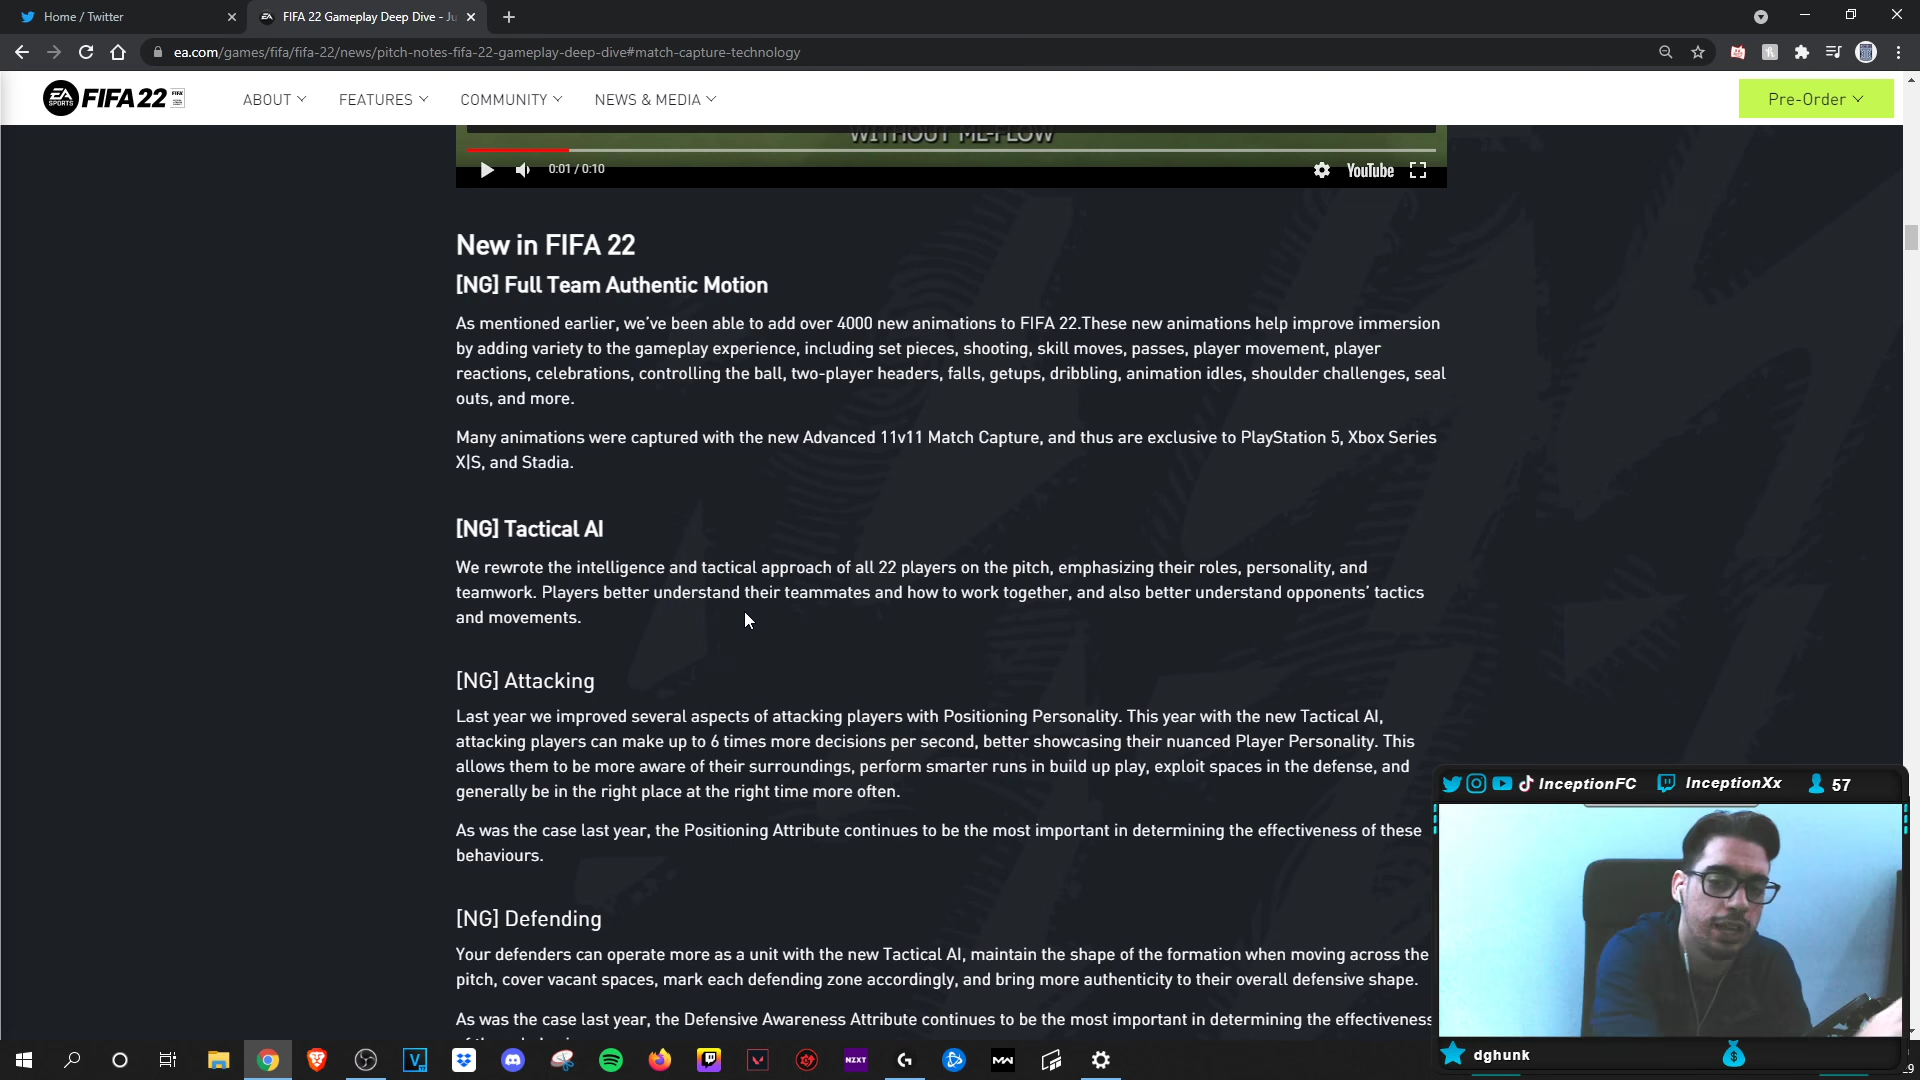 Home / Twitter
FIFA 22 Gameplay Deep Dive - Ju
ea.com/games/fifa/fifa-22/news/pitch-notes-fifa-22-gameplay-deep-dive#match-capture-technology
EA SPORTS FIFA 22
ABOUT
FEATURES
COMMUNITY
NEWS & MEDIA
Pre-Order
WITHOUT ML-FLOW
0:01 / 0:10
YouTube
New in FIFA 22
[NG] Full Team Authentic Motion
As mentioned earlier, we've been able to add over 4000 new animations to FIFA 22.These new animations help improve immersion
by adding variety to the gameplay experience, including set pieces, shooting, skill moves, passes, player movement, player
reactions, celebrations, controlling the ball, two-player headers, falls, getups, dribbling, animation idles, shoulder challenges, seal
outs, and more.
Many animations were captured with the new Advanced 11v11 Match Capture, and thus are exclusive to PlayStation 5, Xbox Series
X|S, and Stadia.
[NG] Tactical AI
We rewrote the intelligence and tactical approach of all 22 players on the pitch, emphasizing their roles, personality, and
teamwork. Players better understand their teammates and how to work together, and also better understand opponents' tactics
and movements.
[NG] Attacking
Last year we improved several aspects of attacking players with Positioning Personality. This year with the new Tactical AI,
attacking players can make up to 6 times more decisions per second, better showcasing their nuanced Player Personality. This
allows them to be more aware of their surroundings, perform smarter runs in build up play, exploit spaces in the defense, and
generally be in the right place at the right time more often.
As was the case last year, the Positioning Attribute continues to be the most important in determining the effectiveness of these
behaviours.
[NG] Defending
Your defenders can operate more as a unit with the new Tactical AI, maintain the shape of the formation when moving across the
pitch, cover vacant spaces, mark each defending zone accordingly, and bring more authenticity to their overall defensive shape.
As was the case last year, the Defensive Awareness Attribute continues to be the most important in determining the effectiveness
InceptionFC
InceptionXx
57
dghunk
NZXT
MW